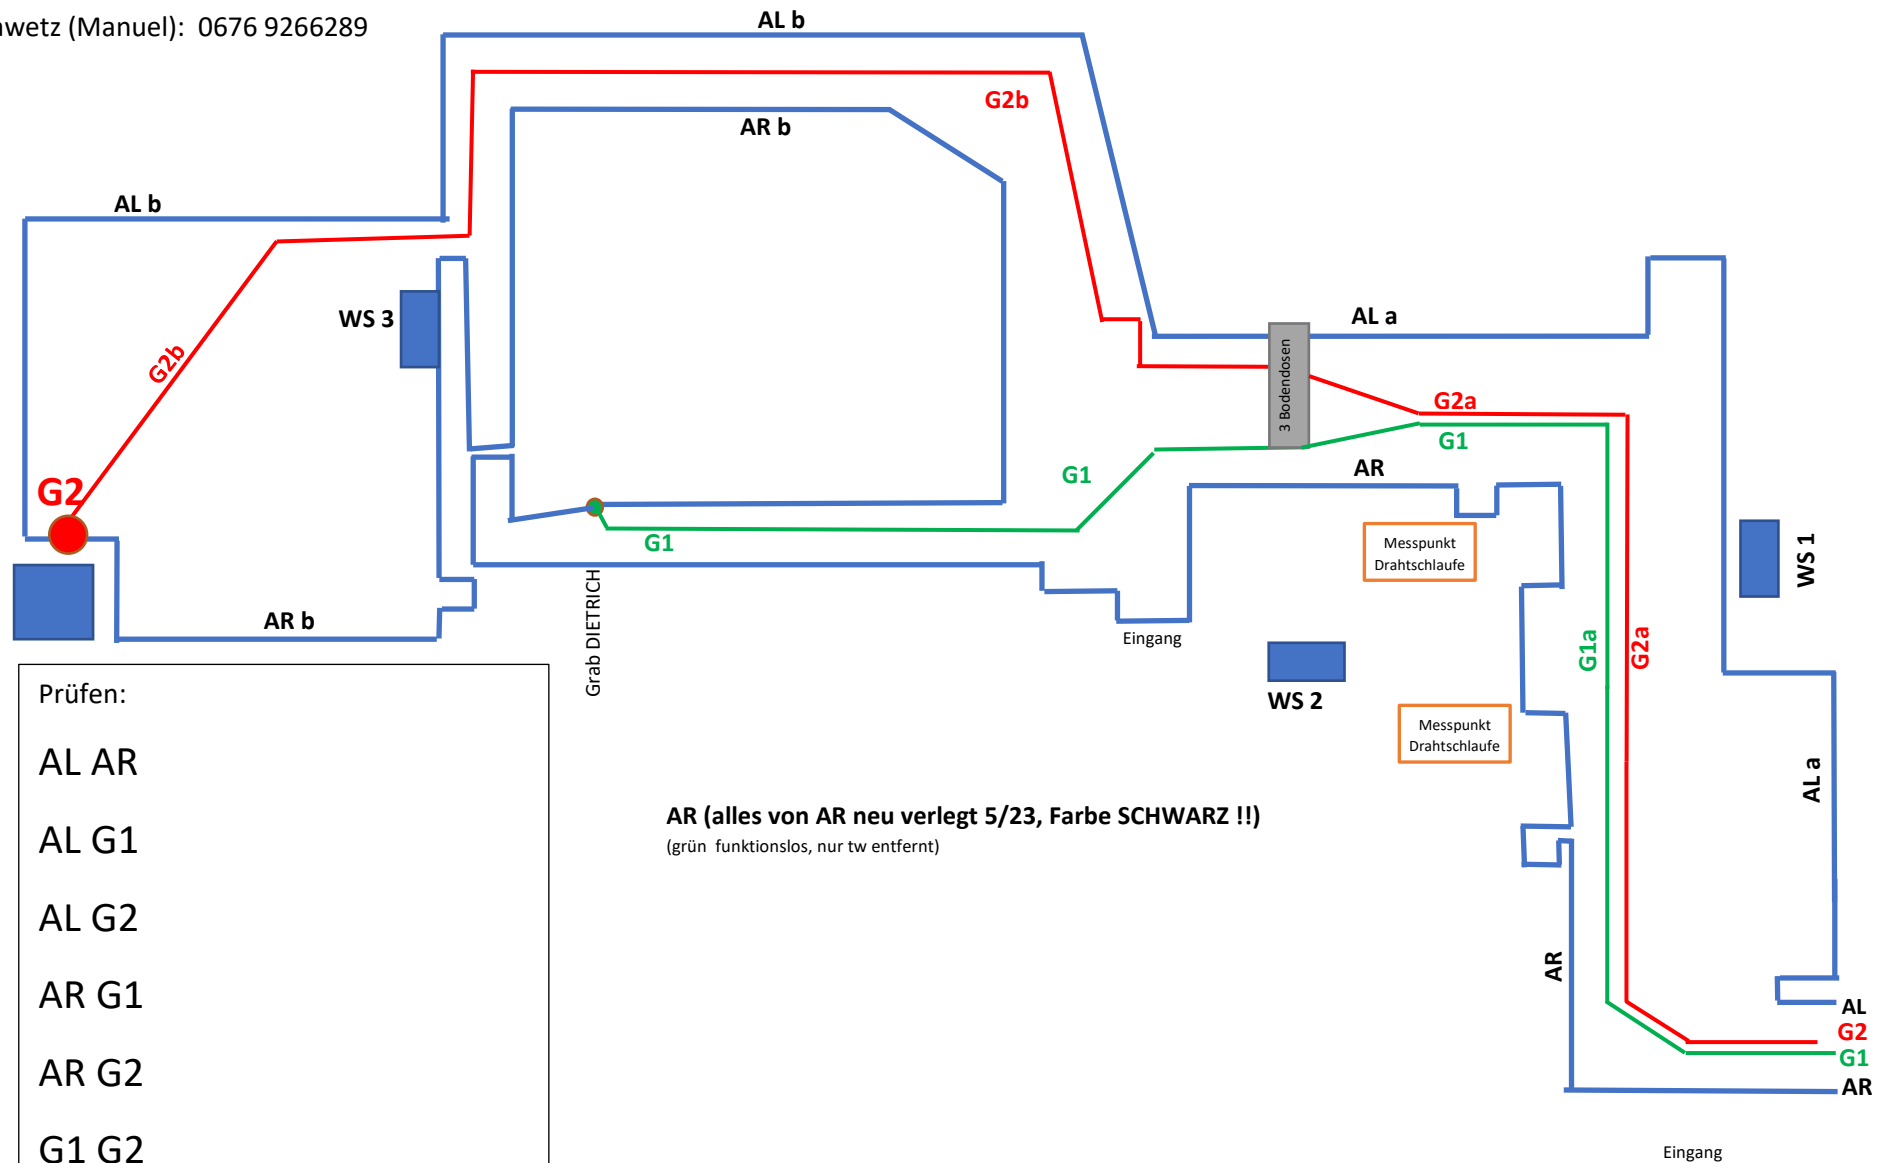 (Manuel): 0676 9266289
AL b
G2b
AR b
AL b
WS 3
G2b
AL a
3 Bodendosen
G2a
G1
G1
AR
G2
G1
Messpunkt
Drahtschlaufe
WS 1
AR b
Grab DIETRICH
Eingang
WS 2
G1a
G2a
Messpunkt
Drahtschlaufe
AL a
Prüfen:
AL AR
AL G1
AL G2
AR G1
AR G2
G1 G2
AR (alles von AR neu verlegt 5/23, Farbe SCHWARZ !!)
(grün funktionslos, nur tw entfernt)
AR
AL
G2
G1
AR
Eingang